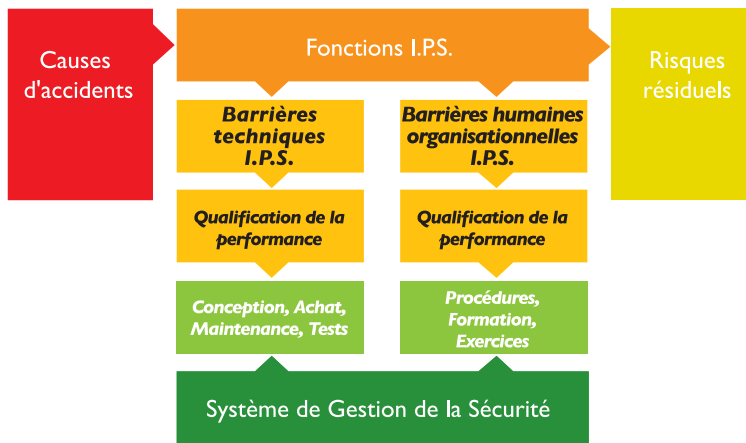 Causes
d'accidents
Fonctions I.P.S.
Risques
résiduels
Barrières
techniques
I.P.S.
Barrières humaines
organisationnelles
I.P.S.
Qualification de la
performance
Qualification de la
performance
Conception, Achat,
Maintenance, Tests
Procédures,
Formation,
Exercices
Système de Gestion de la Sécurité